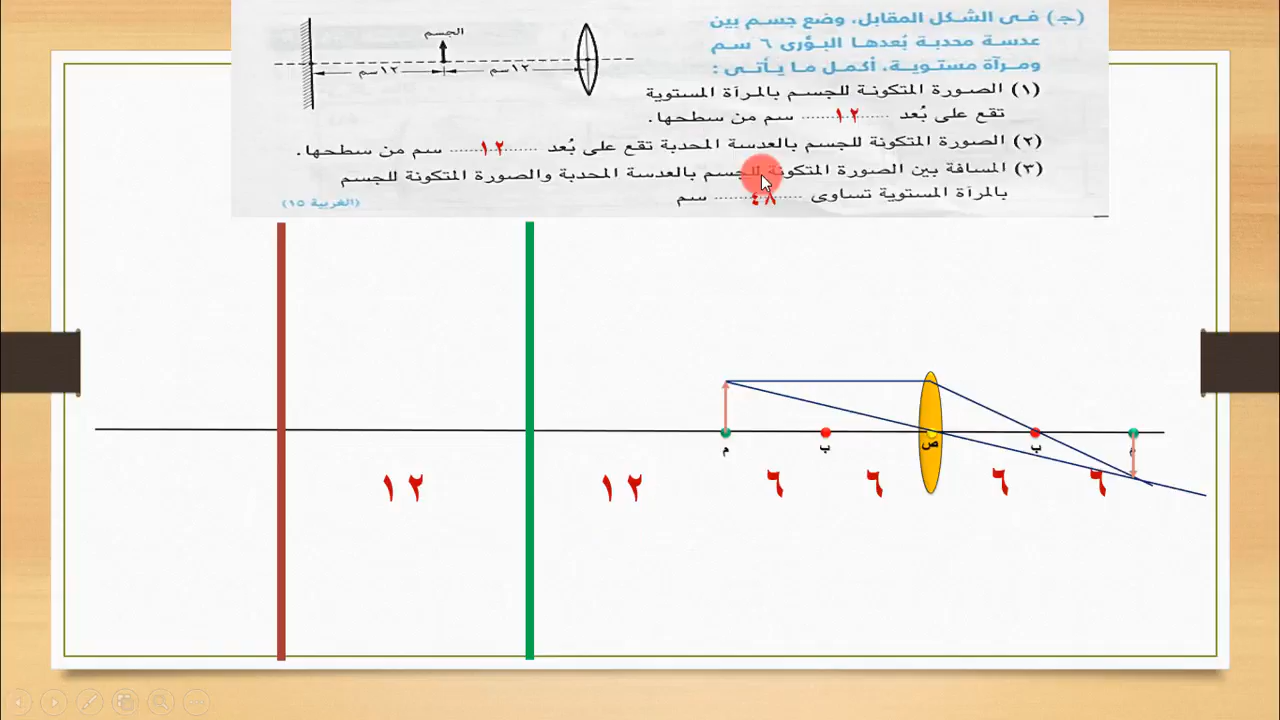 (جـ) فى الشكل المقابل، وضع جسم بين
عدسة محدبة بُعدها البؤرى ٦ سم
ومرآة مستوية، أكمل ما يأتى :
(١) الصورة المتكونة للجسم بالمرآة المستوية
تقع على بُعد ١٢ سم من سطحها.
(٢) الصورة المتكونة للجسم بالعدسة المحدبة تقع على بُعد ١٢ سم من سطحها.
(٣) المسافة بين الصورة المتكونة للجسم بالعدسة المحدبة والصورة المتكونة للجسم
بالمرآة المستوية تساوى ٤٨ سم
(الغربية ١٥)
الجسم
١٢سم ١٢سم
م ب ص ب
١٢ ١٢ ٦ ٦ ٦ ٦